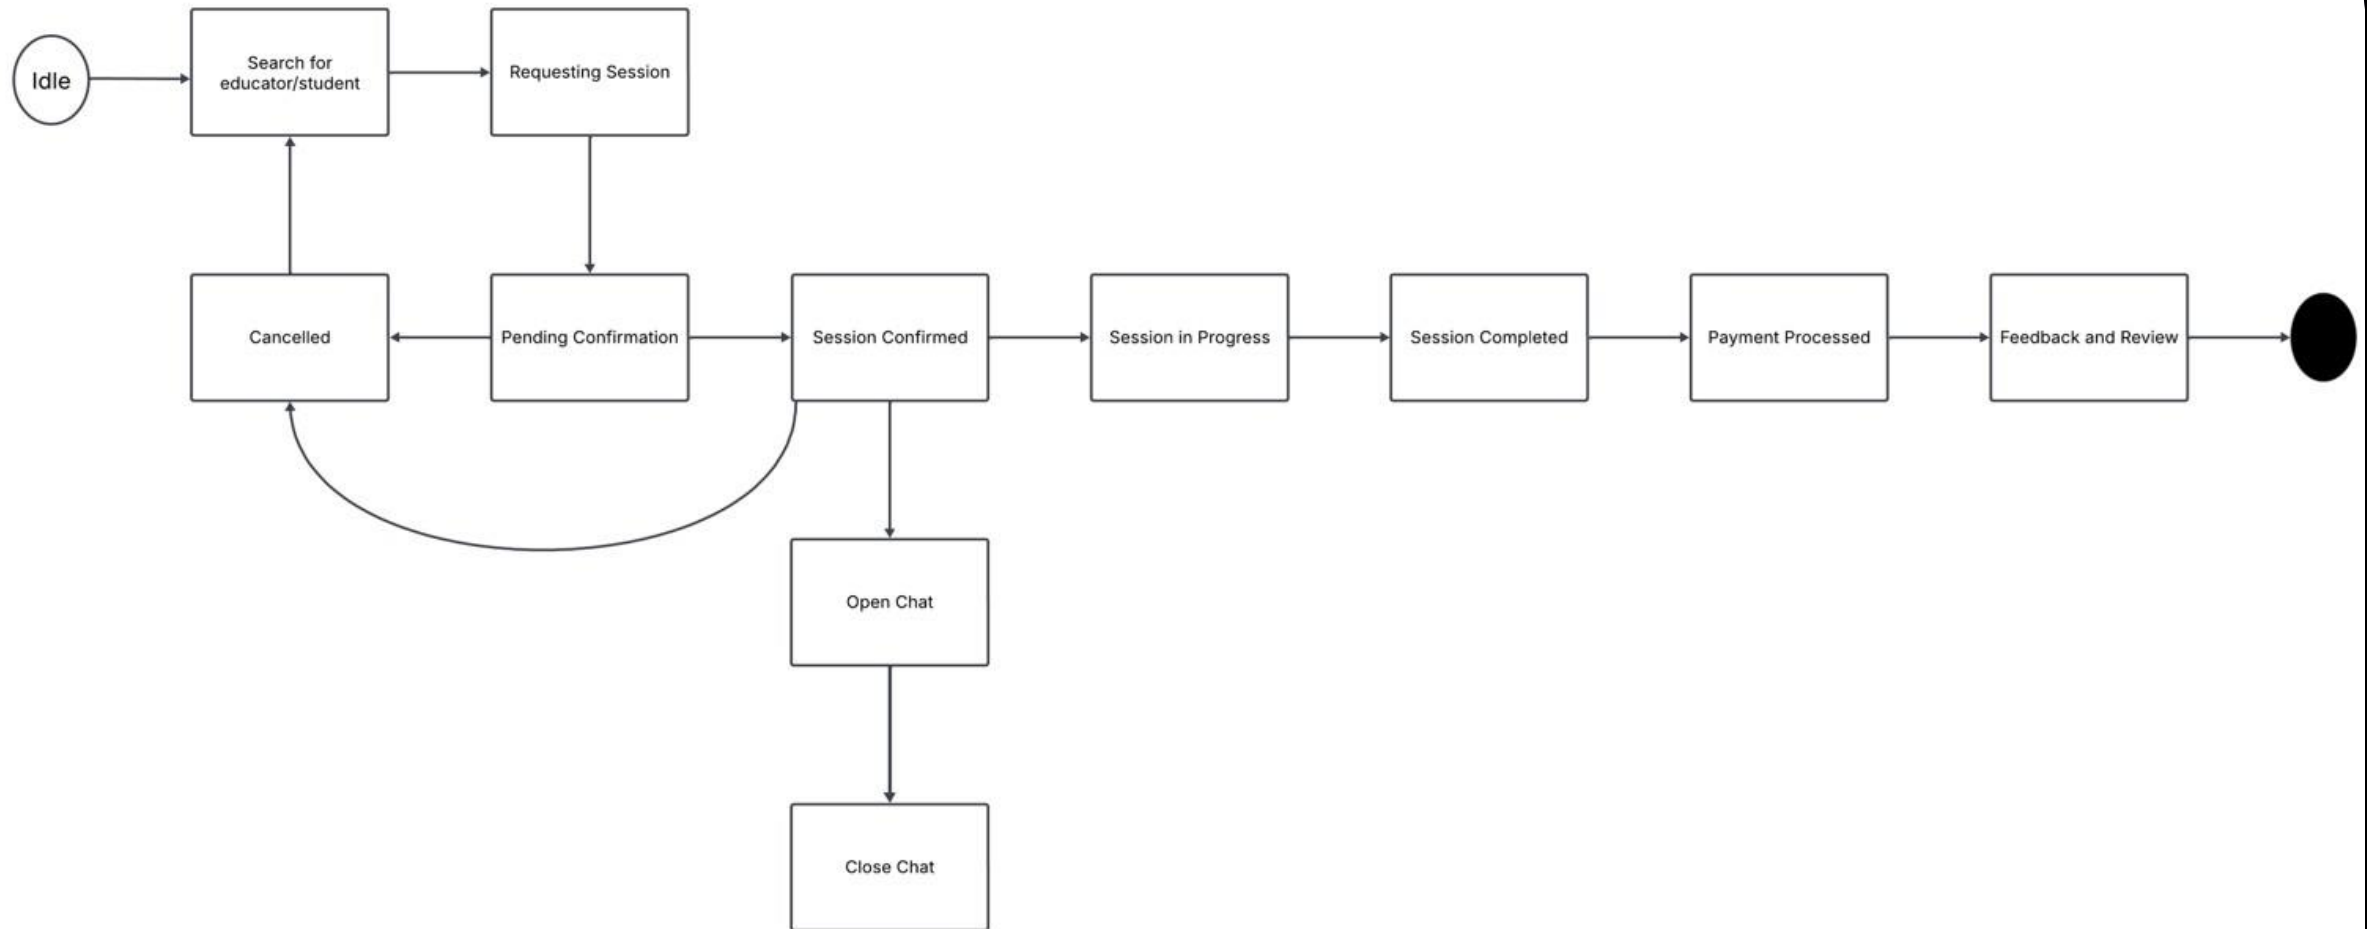 Idle
Search for
educator/student
Requesting Session
Cancelled
Pending Confirmation
Session Confirmed
Session in Progress
Session Completed
Payment Processed
Feedback and Review
Open Chat
Close Chat